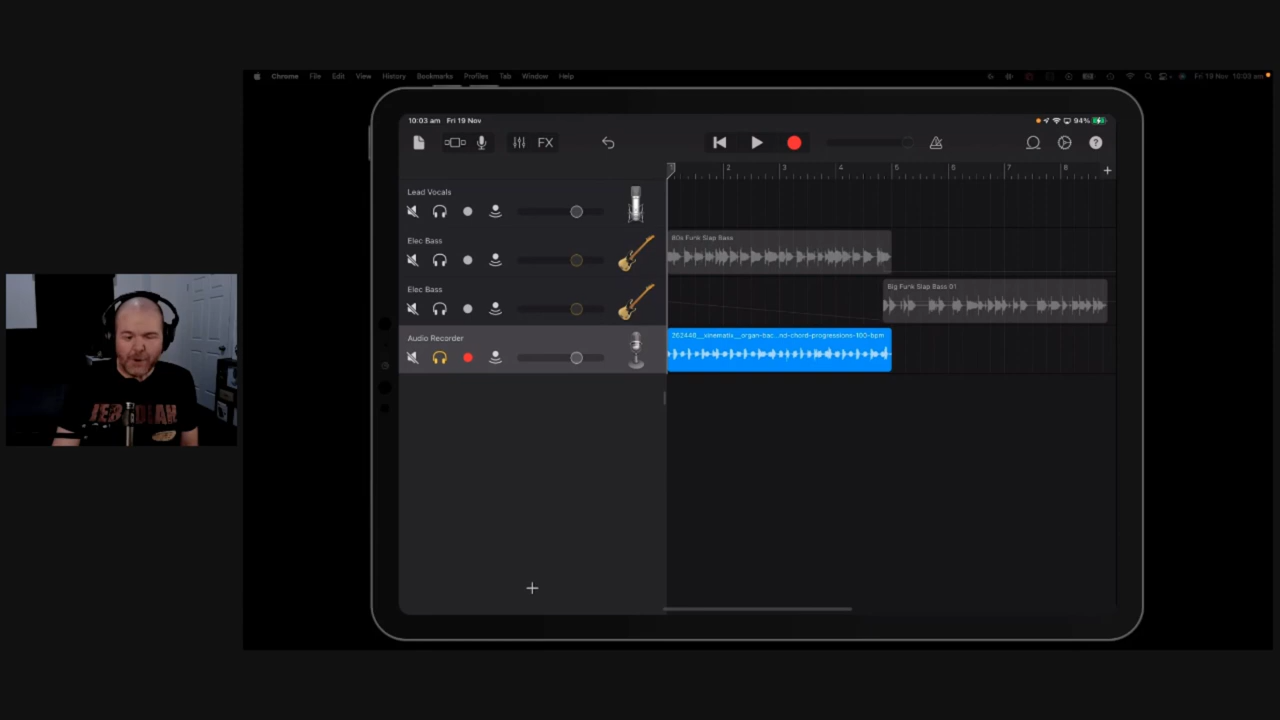 Chrome File Edit View History Bookmarks Profiles Tab Window Help
Fri 19 Nov 10:03 am
10:03 am Fri 19 Nov
94%
FX
1 2 3 4 5 6 7 8 +
Lead Vocals
Elec Bass
80s Funk Slap Bass
Elec Bass
Big Funk Slap Bass 01
Audio Recorder
252446__kinematix__organ-bac...nd-chord-progressions-100-bpm
+